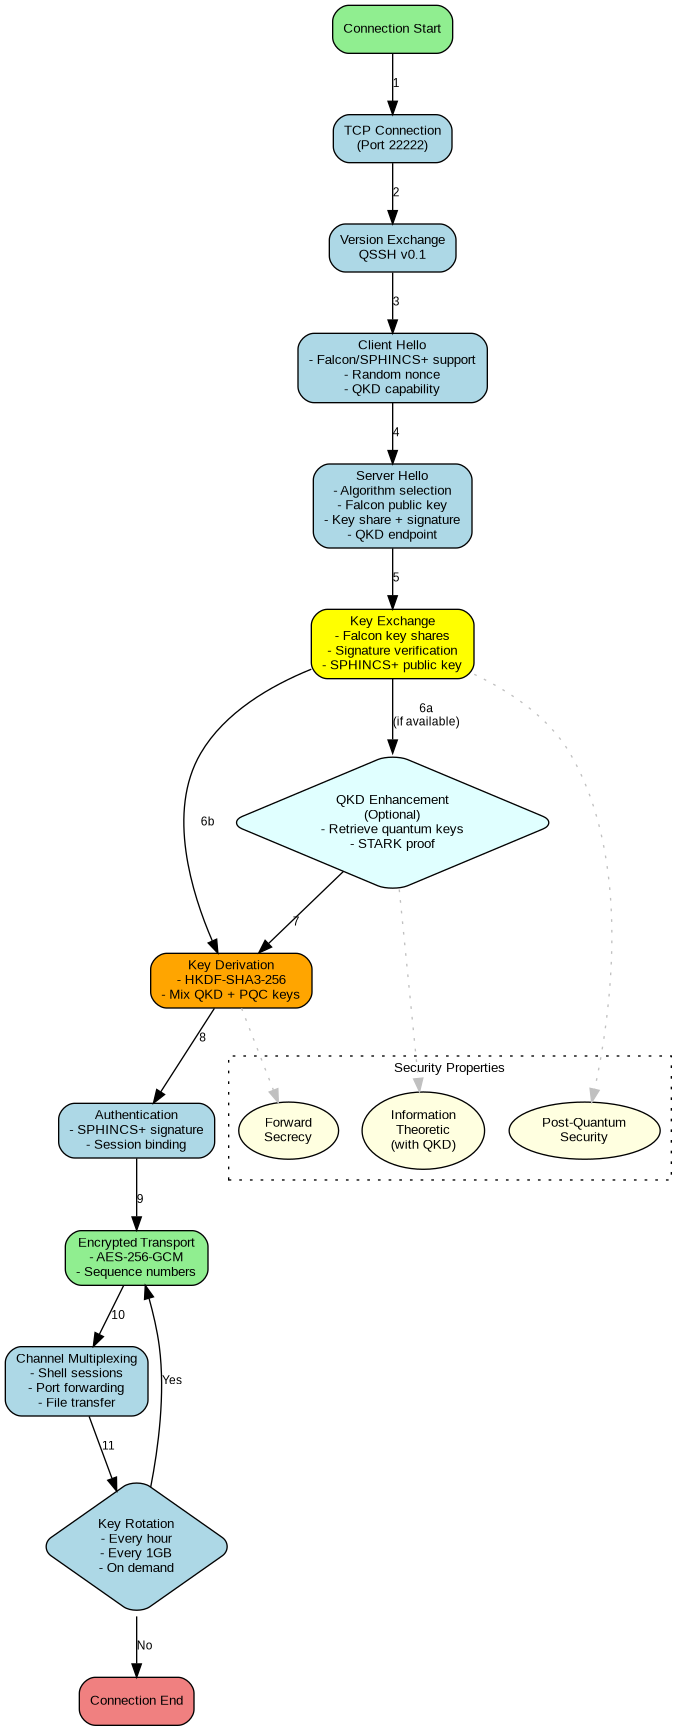 Connection Start
1
TCP Connection
(Port 22222)
2
Version Exchange
QSSH v0.1
3
Client Hello
- Falcon/SPHINCS+ support
- Random nonce
- QKD capability
4
Server Hello
- Algorithm selection
- Falcon public key
- Key share + signature
- QKD endpoint
5
Key Exchange
- Falcon key shares
- Signature verification
- SPHINCS+ public key
6a
(if available)
QKD Enhancement
(Optional)
- Retrieve quantum keys
- STARK proof
6b
7
Key Derivation
- HKDF-SHA3-256
- Mix QKD + PQC keys
8
Security Properties
Forward
Secrecy
Information
Theoretic
(with QKD)
Post-Quantum
Security
Authentication
- SPHINCS+ signature
- Session binding
9
Encrypted Transport
- AES-256-GCM
- Sequence numbers
10
Channel Multiplexing
- Shell sessions
- Port forwarding
- File transfer
Yes
11
Key Rotation
- Every hour
- Every 1GB
- On demand
No
Connection End